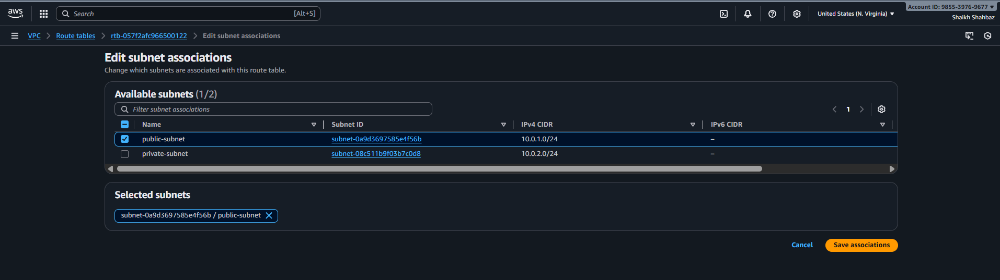 aws
Search [Alt+S]
United States (N. Virginia)
Account ID: 9855-3976-9677
Shaikh Shahbaz
VPC > Route tables > rtb-057f2afc966500122 > Edit subnet associations
Edit subnet associations
Change which subnets are associated with this route table.
Available subnets (1/2)
Filter subnet associations
1
Name Subnet ID IPv4 CIDR IPv6 CIDR
public-subnet subnet-0a9d3697585e4f56b 10.0.1.0/24 –
private-subnet subnet-08c511b9f03b7c0d8 10.0.2.0/24 –
Selected subnets
subnet-0a9d3697585e4f56b / public-subnet
Cancel Save associations